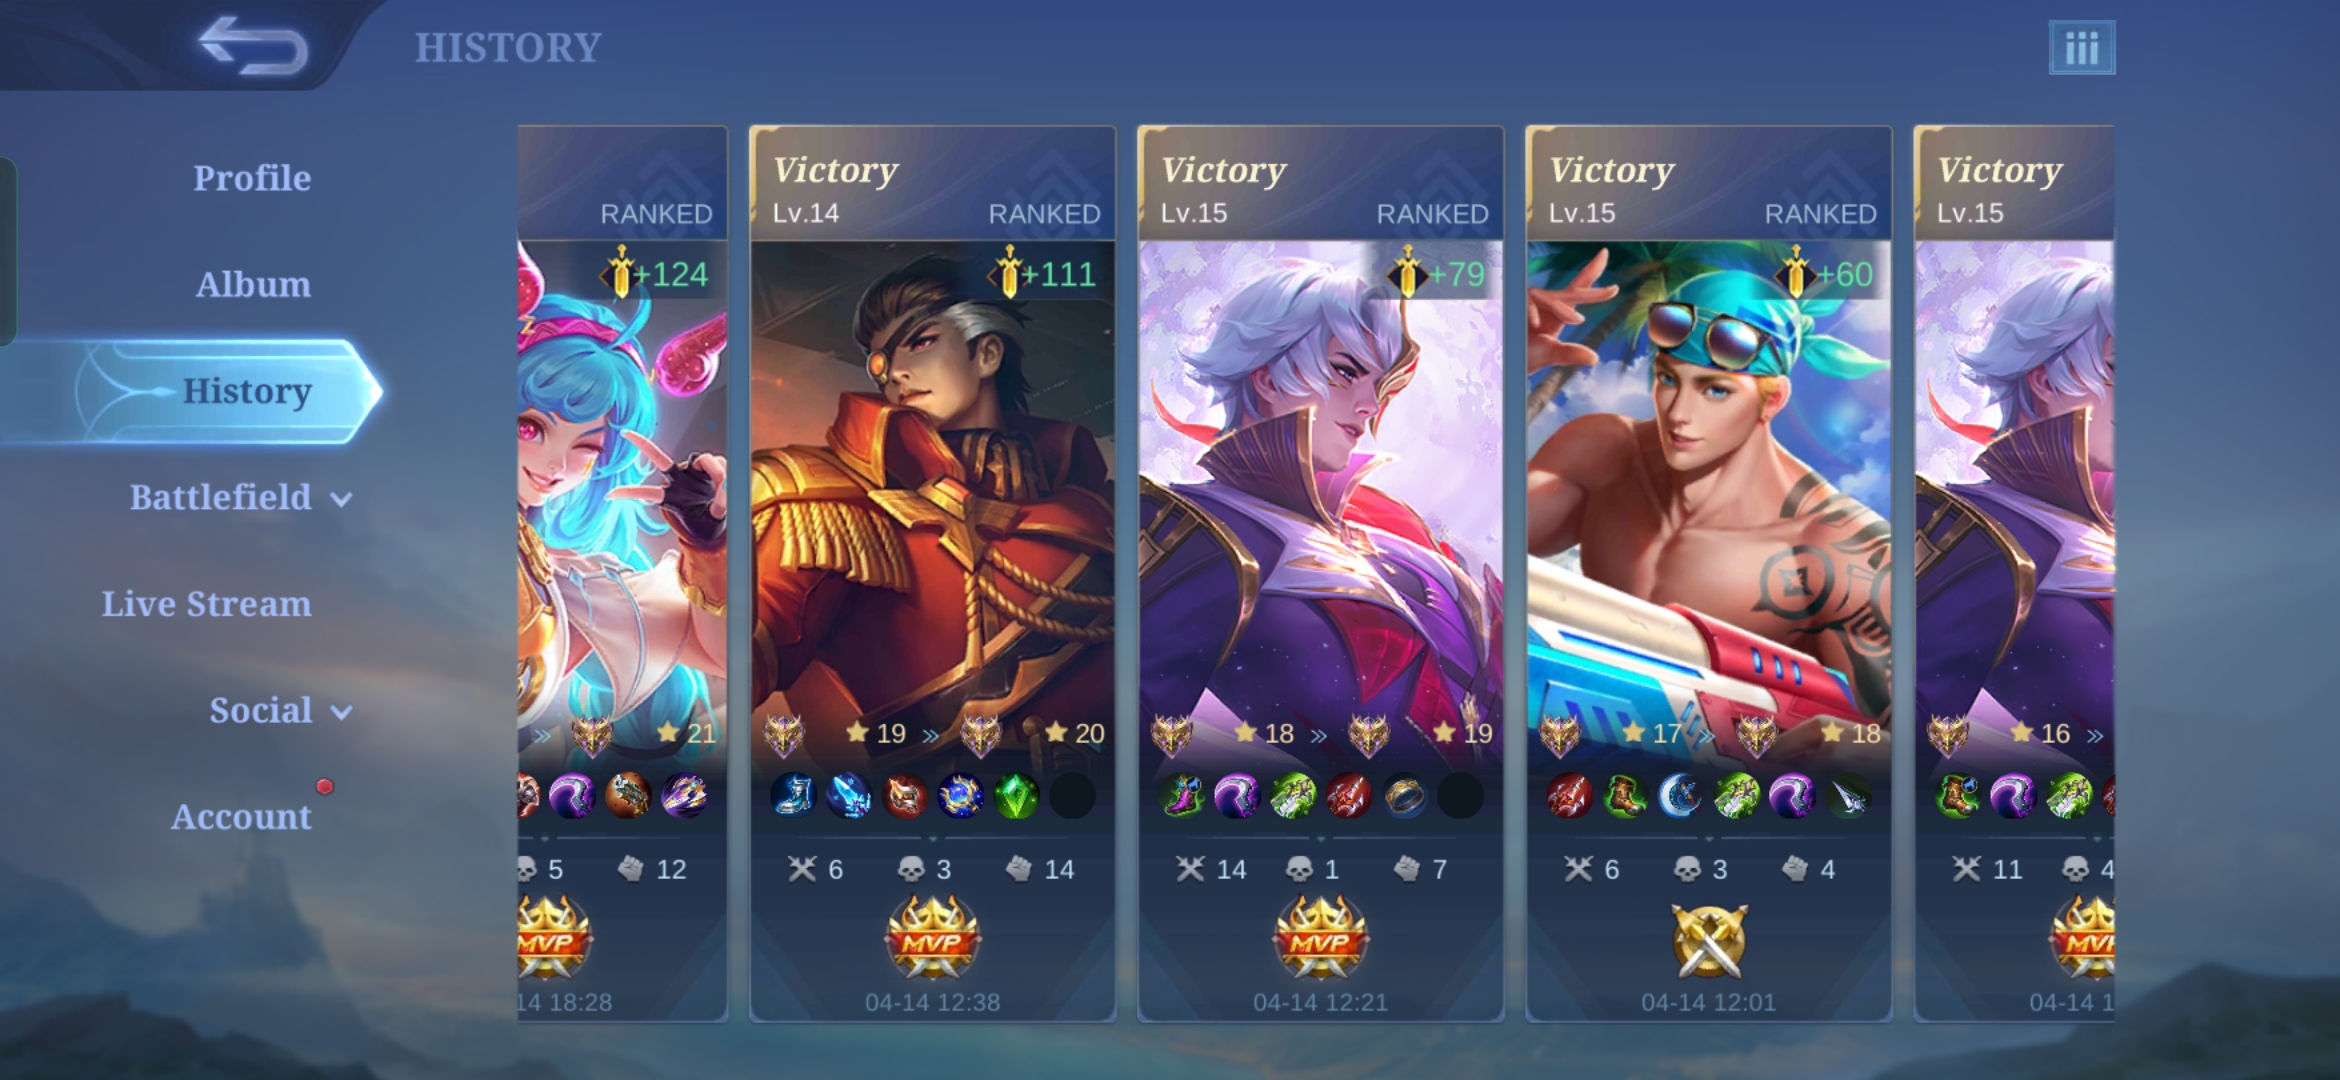 HISTORY
Profile
Album
History
Battlefield
Live Stream
Social
Account
RANKED
+124
21
5 12
MVP
14 18:28
Victory
Lv.14 RANKED
+111
19 » 20
6 3 14
MVP
04-14 12:38
Victory
Lv.15 RANKED
+79
18 » 19
14 1 7
MVP
04-14 12:21
Victory
Lv.15 RANKED
+60
17 » 18
6 3 4
04-14 12:01
Victory
Lv.15
16 »
11 4
MVP
04-14 1